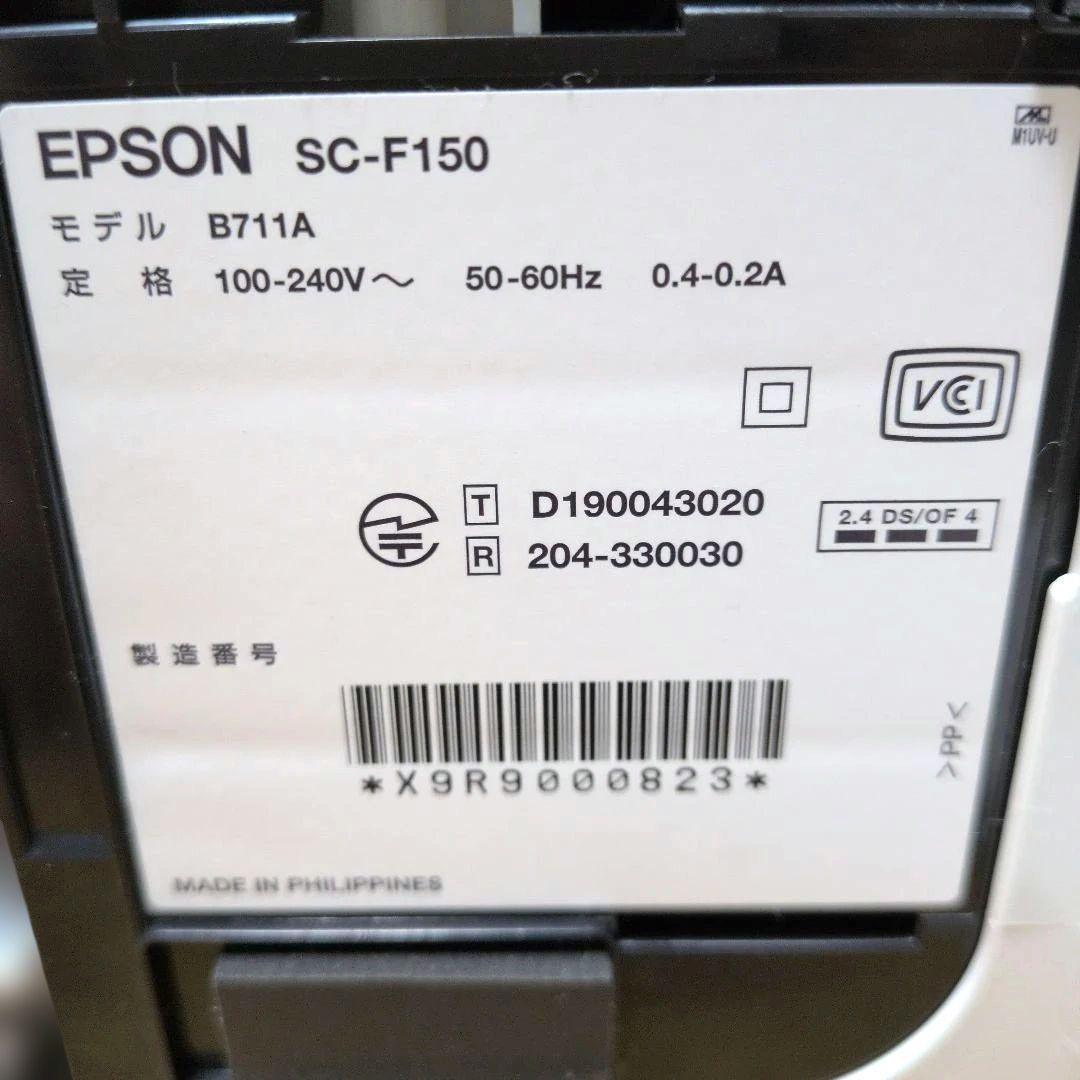 EPSON SC-F150
M1UV-U
モデル B711A
定 格 100-240V～ 50-60Hz 0.4-0.2A
VCI
T D190043020
R 204-330030
2.4 DS/OF 4
製造番号
*X9R9000823*
>PP<
MADE IN PHILIPPINES